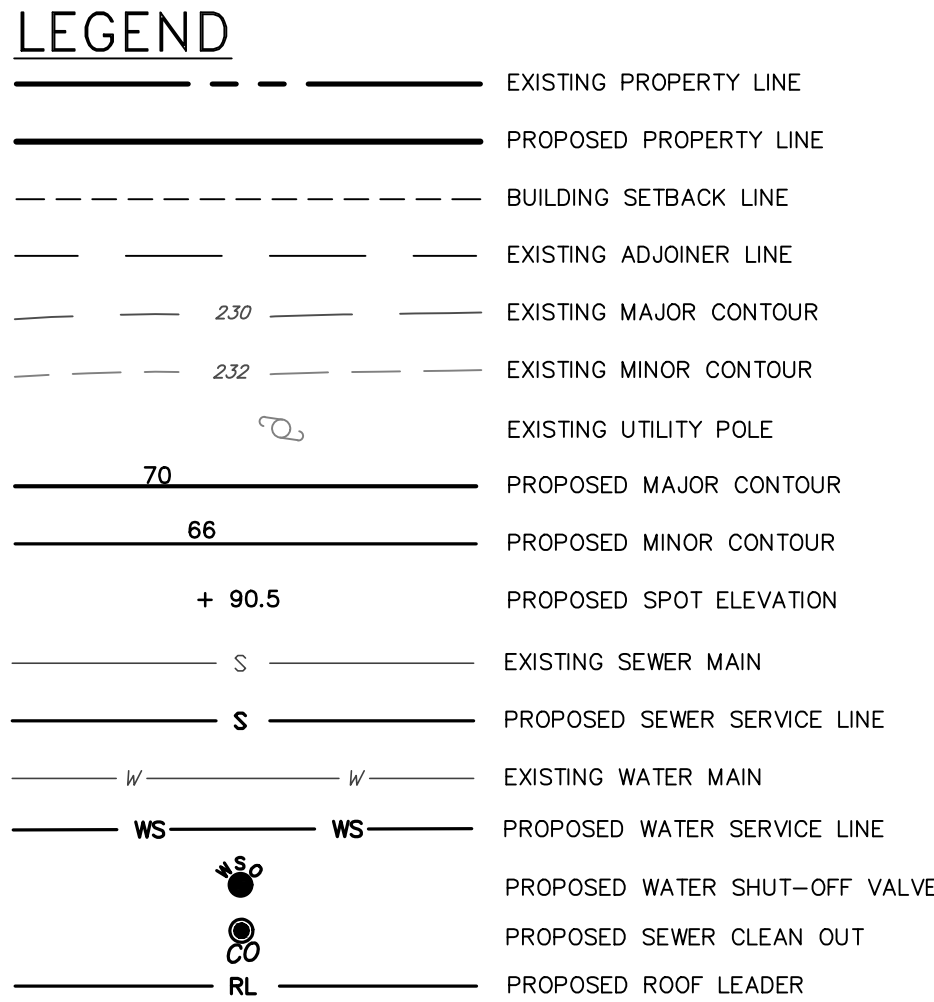 LEGEND
EXISTING PROPERTY LINE
PROPOSED PROPERTY LINE
BUILDING SETBACK LINE
EXISTING ADJOINER LINE
230 EXISTING MAJOR CONTOUR
232 EXISTING MINOR CONTOUR
EXISTING UTILITY POLE
70 PROPOSED MAJOR CONTOUR
66 PROPOSED MINOR CONTOUR
+ 90.5 PROPOSED SPOT ELEVATION
S EXISTING SEWER MAIN
S PROPOSED SEWER SERVICE LINE
W W EXISTING WATER MAIN
WS WS PROPOSED WATER SERVICE LINE
WSO PROPOSED WATER SHUT-OFF VALVE
CO PROPOSED SEWER CLEAN OUT
RL PROPOSED ROOF LEADER